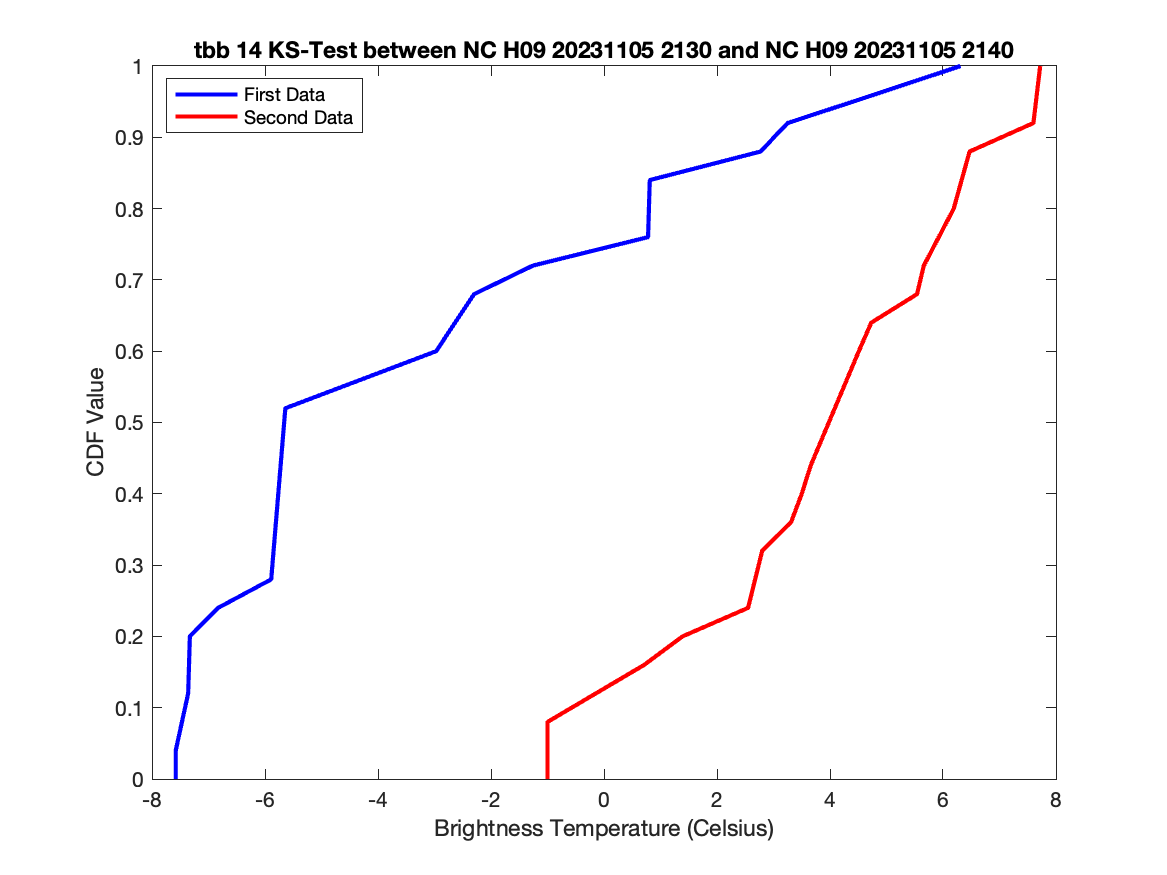 tbb 14 KS-Test between NC H09 20231105 2130 and NC H09 20231105 2140
First Data
Second Data
1
0.9
0.8
0.7
0.6
0.5
0.4
0.3
0.2
0.1
0
CDF Value
-8 -6 -4 -2 0 2 4 6 8
Brightness Temperature (Celsius)